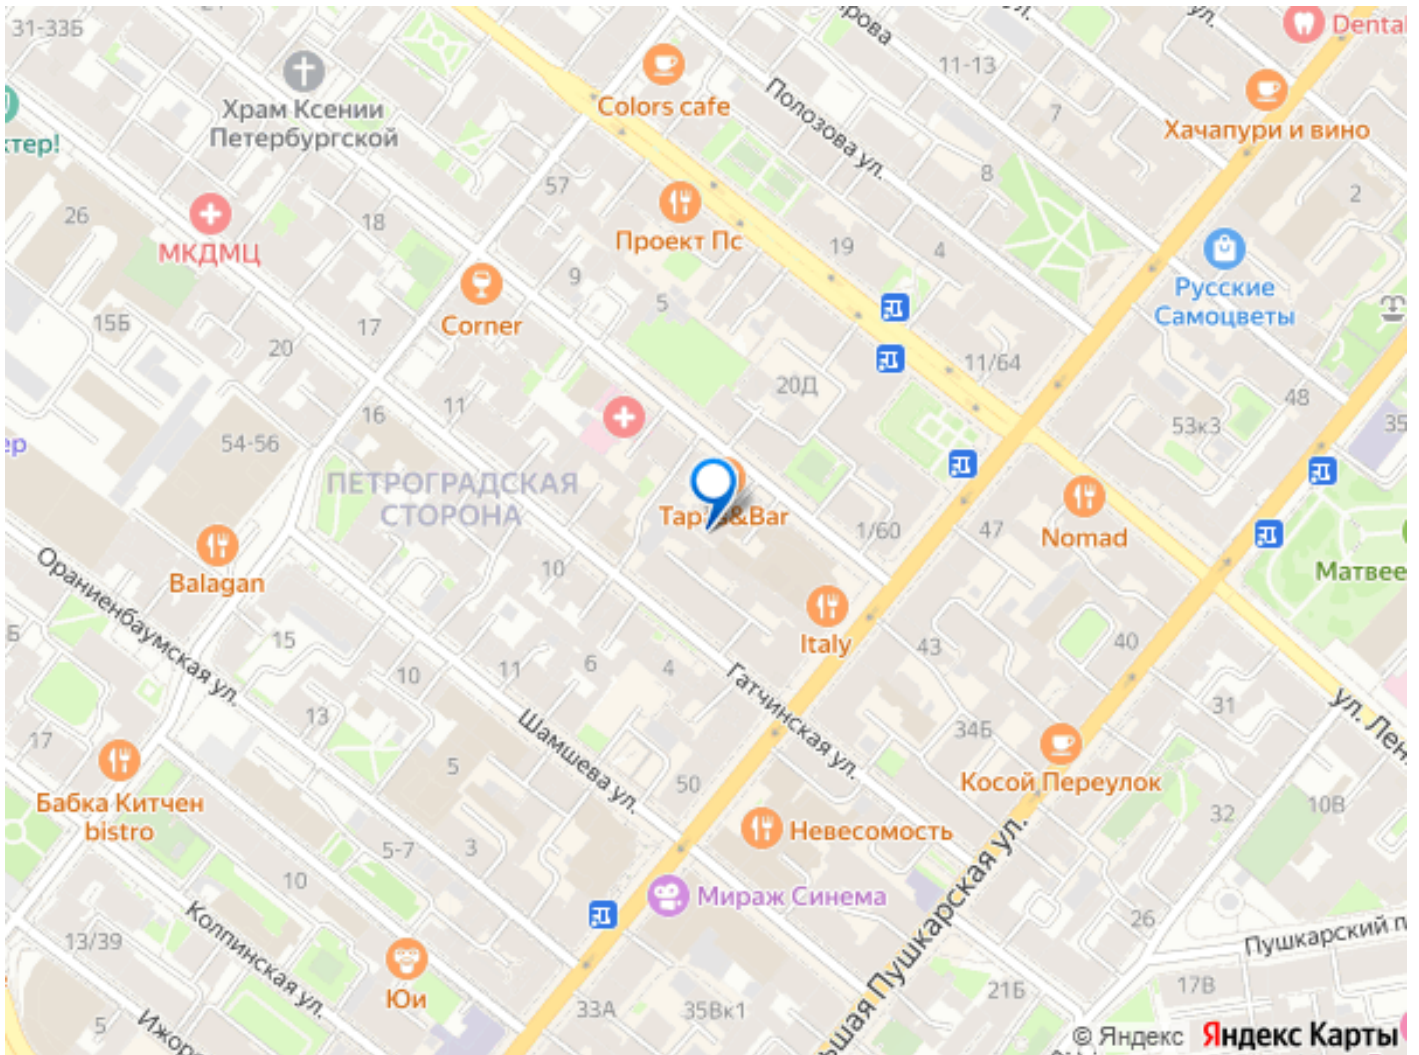 31-33Б
Храм Ксении
Петербургской
Colors cafe
11-13
Полозова ул.
7
Хачапури и вино
Dental
ктер!
57
8
2
26
МКДМЦ
18
Проект Пс
19
4
Русские
Самоцветы
9
5
Corner
15Б
17
20
11/64
20Д
48
11
16
53к3
35
54-56
ер
ПЕТРОГРАДСКАЯ
СТОРОНА
Tapas&Bar
1/60
47
Nomad
Balagan
10
Матвее
Ораниенбаумская ул.
Б
15
Italy
43
40
10
11
6
4
Гатчинская ул.
13
31
ул. Лен
17
Шамшева ул.
34Б
5
Косой Переулок
50
Бабка Китчен
bistro
Невесомость
32
10В
5-7
3
10
Мираж Синема
13/39
Колпинская ул.
26
Пушкарский п
Юи
21Б
17В
33А
35Вк1
5
Ижор
ьшая Пушкарская ул.
© Яндекс
Яндекс Карты